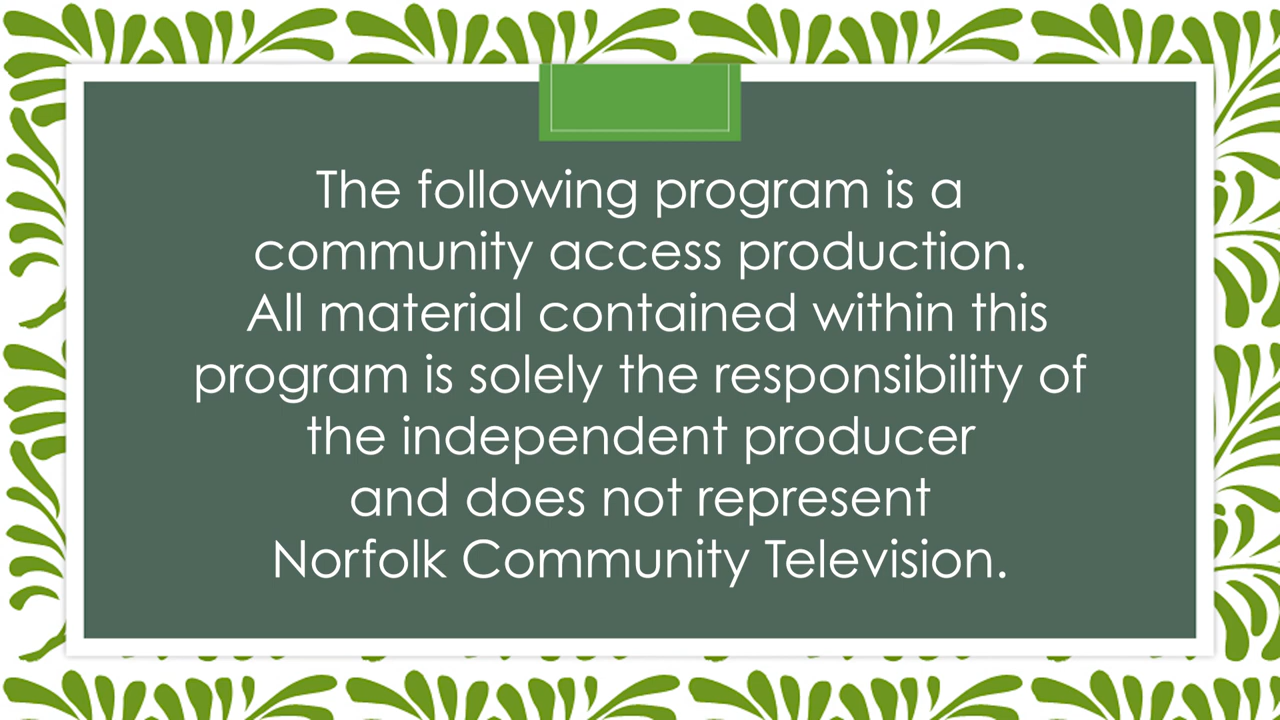 The following program is a
community access production.
All material contained within this
program is solely the responsibility of
the independent producer
and does not represent
Norfolk Community Television.